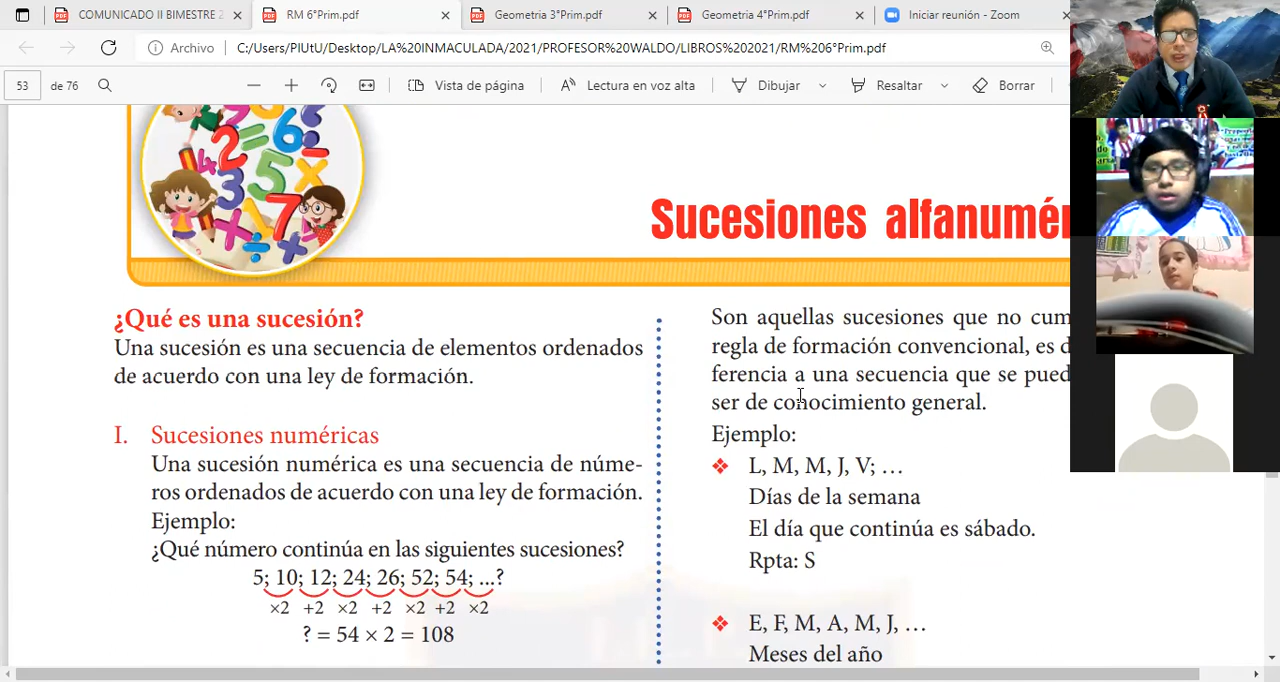 COMUNICADO II BIMESTRE 2
RM 6°Prim.pdf
Geometria 3°Prim.pdf
Geometria 4°Prim.pdf
Iniciar reunión - Zoom
Archivo
C:/Users/PIUtU/Desktop/LA%20INMACULADA/2021/PROFESOR%20WALDO/LIBROS%202021/RM%206°Prim.pdf
53
de 76
Vista de página
Lectura en voz alta
Dibujar
Resaltar
Borrar
Sucesiones alfanumér
¿Qué es una sucesión?
Una sucesión es una secuencia de elementos ordenados
de acuerdo con una ley de formación.
I. Sucesiones numéricas
Una sucesión numérica es una secuencia de núme-
ros ordenados de acuerdo con una ley de formación.
Ejemplo:
¿Qué número continúa en las siguientes sucesiones?
5; 10; 12; 24; 26; 52; 54; ...?
×2 +2 ×2 +2 ×2 +2 ×2
? = 54 × 2 = 108
Son aquellas sucesiones que no cum
regla de formación convencional, es d
ferencia a una secuencia que se pued
ser de conocimiento general.
Ejemplo:
L, M, M, J, V; …
Días de la semana
El día que continúa es sábado.
Rpta: S
E, F, M, A, M, J, …
Meses del año